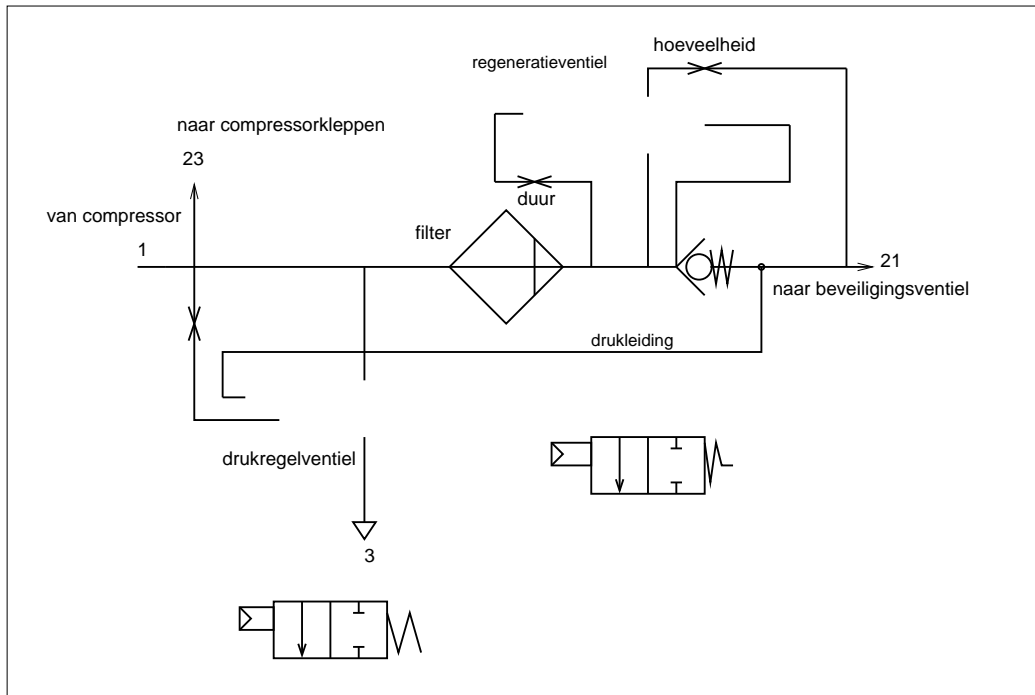 hoeveelheid
regeneratieventiel
naar compressorkleppen
23
duur
van compressor
filter
1
21
naar beveiligingsventiel
drukleiding
drukregelventiel
3